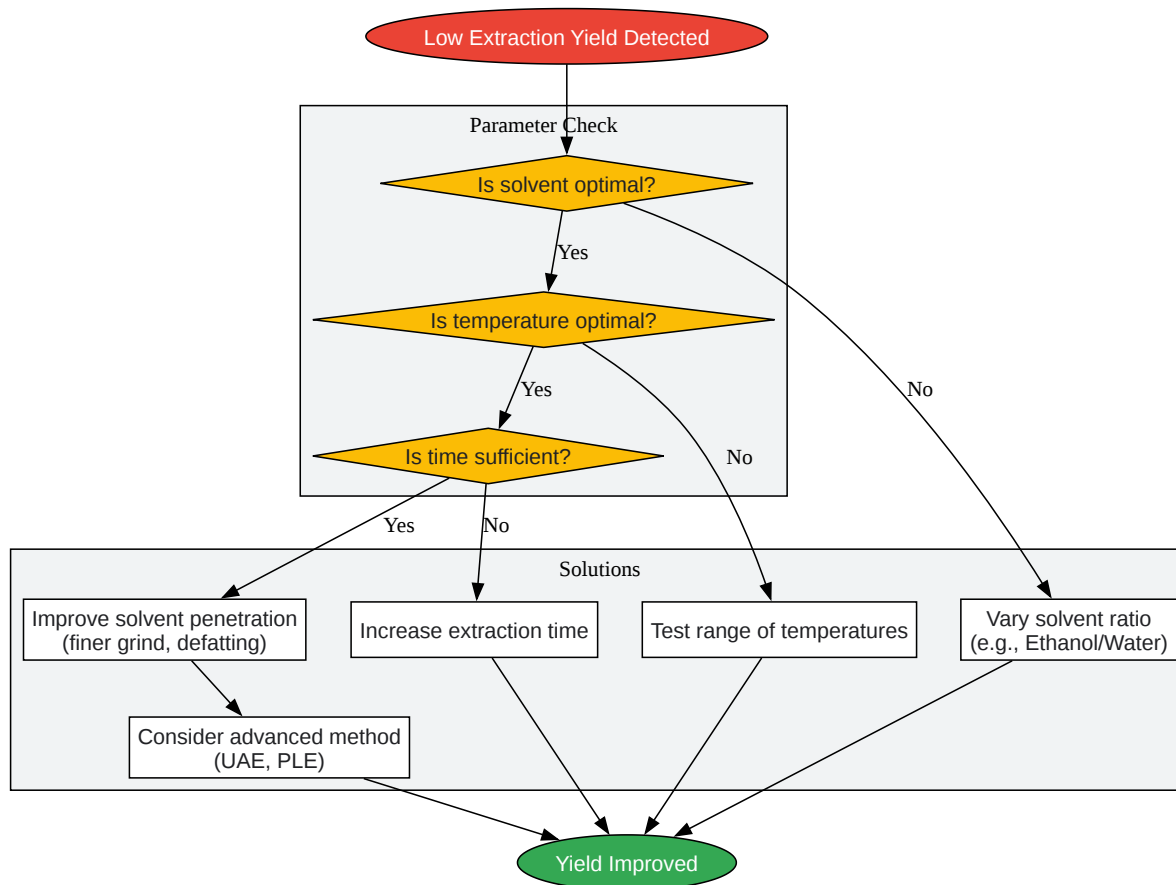 Low Extraction Yield Detected
Parameter Check
Is solvent optimal?
Yes
Is temperature optimal?
Yes
No
Is time sufficient?
No
Yes
No
Solutions
Improve solvent penetration
(finer grind, defatting)
Increase extraction time
Test range of temperatures
Vary solvent ratio
(e.g., Ethanol/Water)
Consider advanced method
(UAE, PLE)
Yield Improved